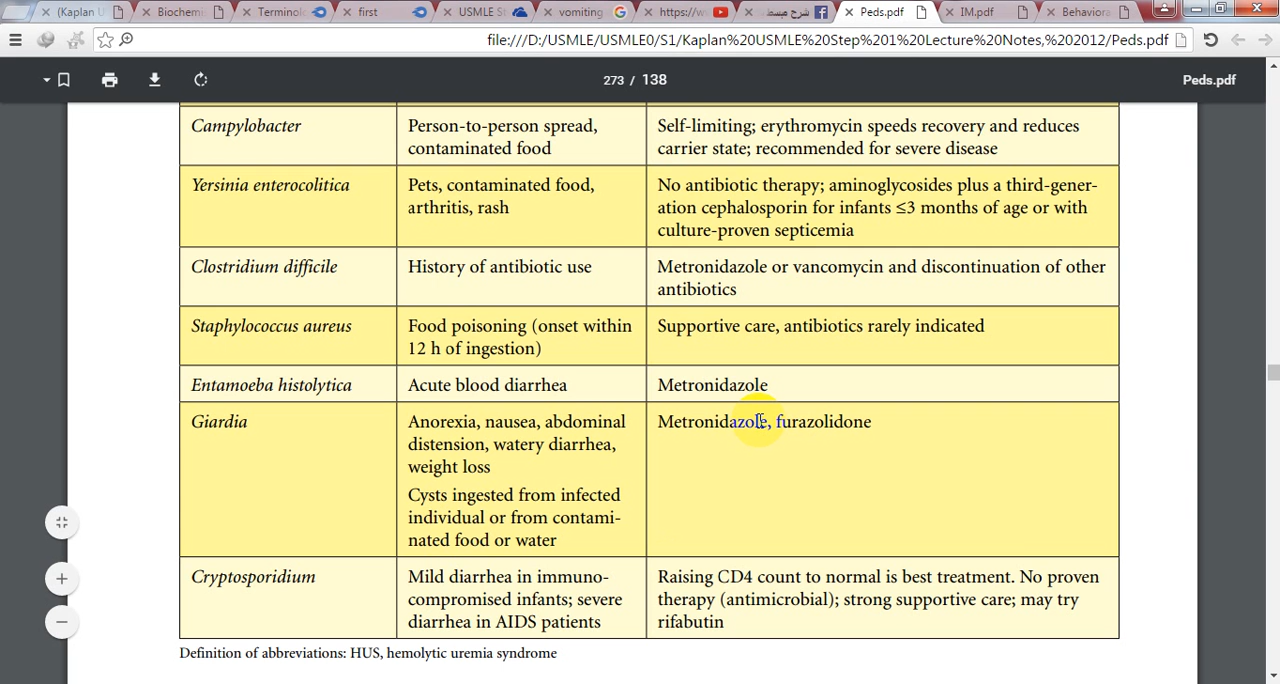 (Kaplan U
Biochemi
Terminol
first
USMLE St
vomiting
https://w
شرح مبسط
Peds.pdf
IM.pdf
Behaviora
file:///D:/USMLE/USMLE0/S1/Kaplan%20USMLE%20Step%201%20Lecture%20Notes,%202012/Peds.pdf
273 / 138
Peds.pdf
Campylobacter
Person-to-person spread,
contaminated food
Self-limiting; erythromycin speeds recovery and reduces
carrier state; recommended for severe disease
Yersinia enterocolitica
Pets, contaminated food,
arthritis, rash
No antibiotic therapy; aminoglycosides plus a third-gener-
ation cephalosporin for infants ≤3 months of age or with
culture-proven septicemia
Clostridium difficile
History of antibiotic use
Metronidazole or vancomycin and discontinuation of other
antibiotics
Staphylococcus aureus
Food poisoning (onset within
12 h of ingestion)
Supportive care, antibiotics rarely indicated
Entamoeba histolytica
Acute blood diarrhea
Metronidazole
Giardia
Anorexia, nausea, abdominal
distension, watery diarrhea,
weight loss
Cysts ingested from infected
individual or from contami-
nated food or water
Metronidazole, furazolidone
Cryptosporidium
Mild diarrhea in immuno-
compromised infants; severe
diarrhea in AIDS patients
Raising CD4 count to normal is best treatment. No proven
therapy (antimicrobial); strong supportive care; may try
rifabutin
Definition of abbreviations: HUS, hemolytic uremia syndrome